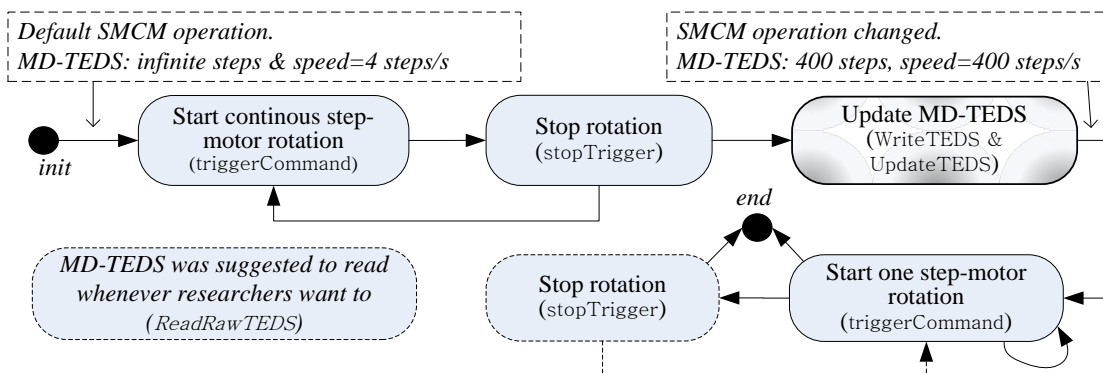 Default SMCM operation.
MD-TEDS: infinite steps & speed=4 steps/s
SMCM operation changed.
MD-TEDS: 400 steps, speed=400 steps/s
init
Start continous step-
motor rotation
(triggerCommand)
Stop rotation
(stopTrigger)
Update MD-TEDS
(WriteTEDS &
UpdateTEDS)
end
MD-TEDS was suggested to read
whenever researchers want to
(ReadRawTEDS)
Stop rotation
(stopTrigger)
Start one step-motor
rotation
(triggerCommand)